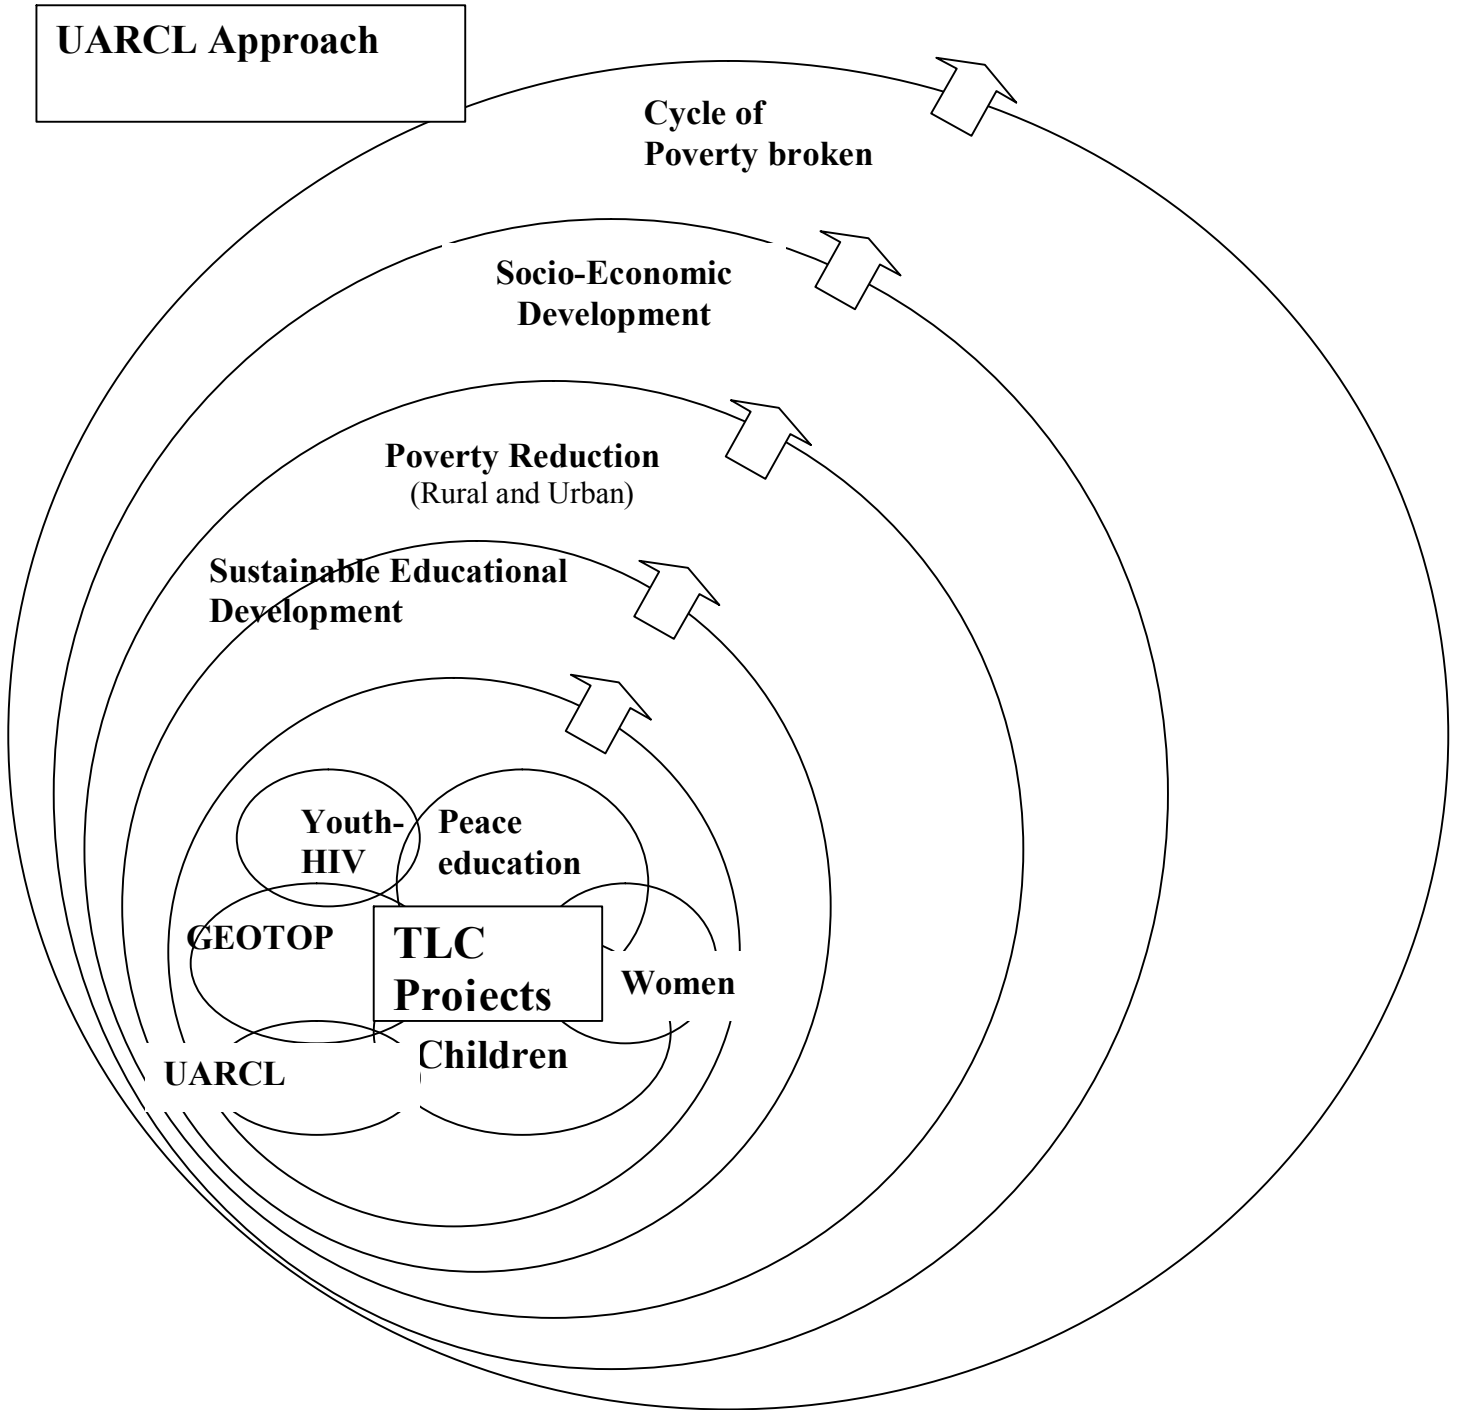 UARCL Approach
Cycle of
Poverty broken
Socio-Economic
Development
Poverty Reduction
(Rural and Urban)
Sustainable Educational
Development
Youth-
HIV
Peace
education
GEOTOP
TLC
Projects
Women
Children
UARCL